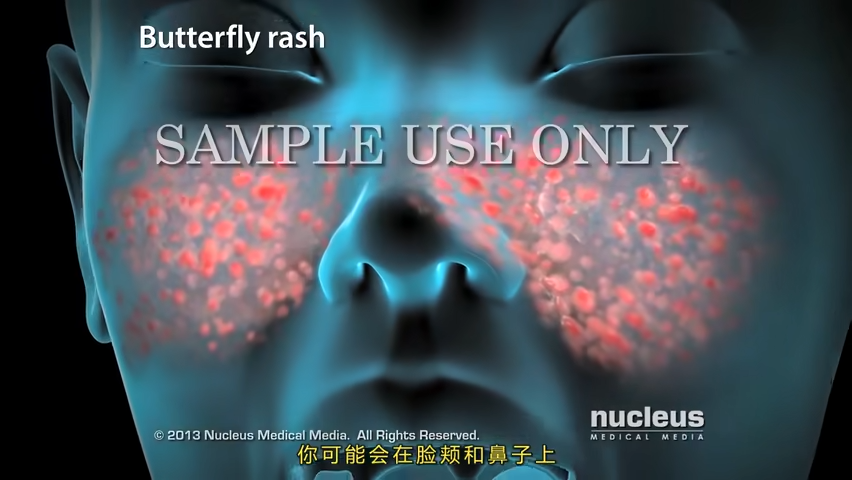 Butterfly rash
SAMPLE USE ONLY
nucleus
MEDICAL MEDIA
© 2013 Nucleus Medical Media. All Rights Reserved.
你可能会在脸颊和鼻子上